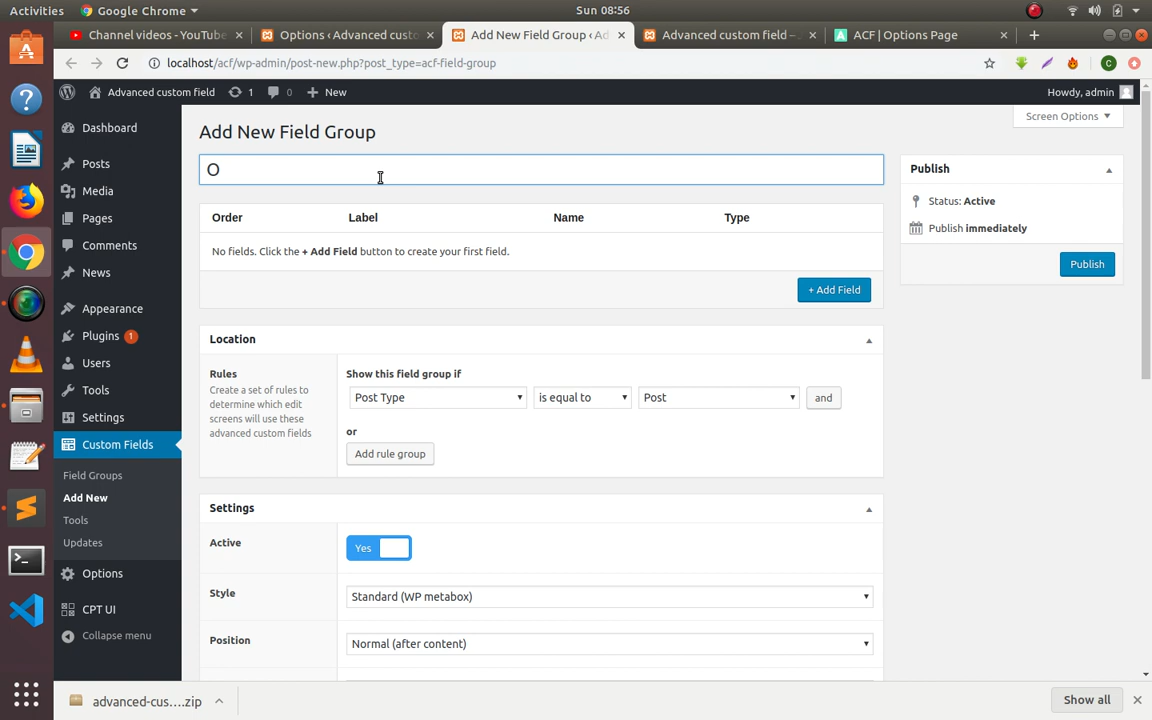 Activities
Google Chrome
Sun 08:56
Channel videos - YouTube
Options ‹ Advanced custo
Add New Field Group ‹ Ad
Advanced custom field –
ACF | Options Page
localhost/acf/wp-admin/post-new.php?post_type=acf-field-group
C
Advanced custom field
1
0
New
Howdy, admin
Screen Options
Dashboard
Posts
Media
Pages
Comments
News
Appearance
Plugins 1
Users
Tools
Settings
Custom Fields
Field Groups
Add New
Tools
Updates
Options
CPT UI
Collapse menu
Add New Field Group
O
Order Label Name Type
No fields. Click the + Add Field button to create your first field.
+ Add Field
Location
Rules
Create a set of rules to
determine which edit
screens will use these
advanced custom fields
Show this field group if
Post Type is equal to Post and
or
Add rule group
Settings
Active
Yes
Style
Standard (WP metabox)
Position
Normal (after content)
Publish
Status: Active
Publish immediately
Publish
advanced-cus....zip
Show all